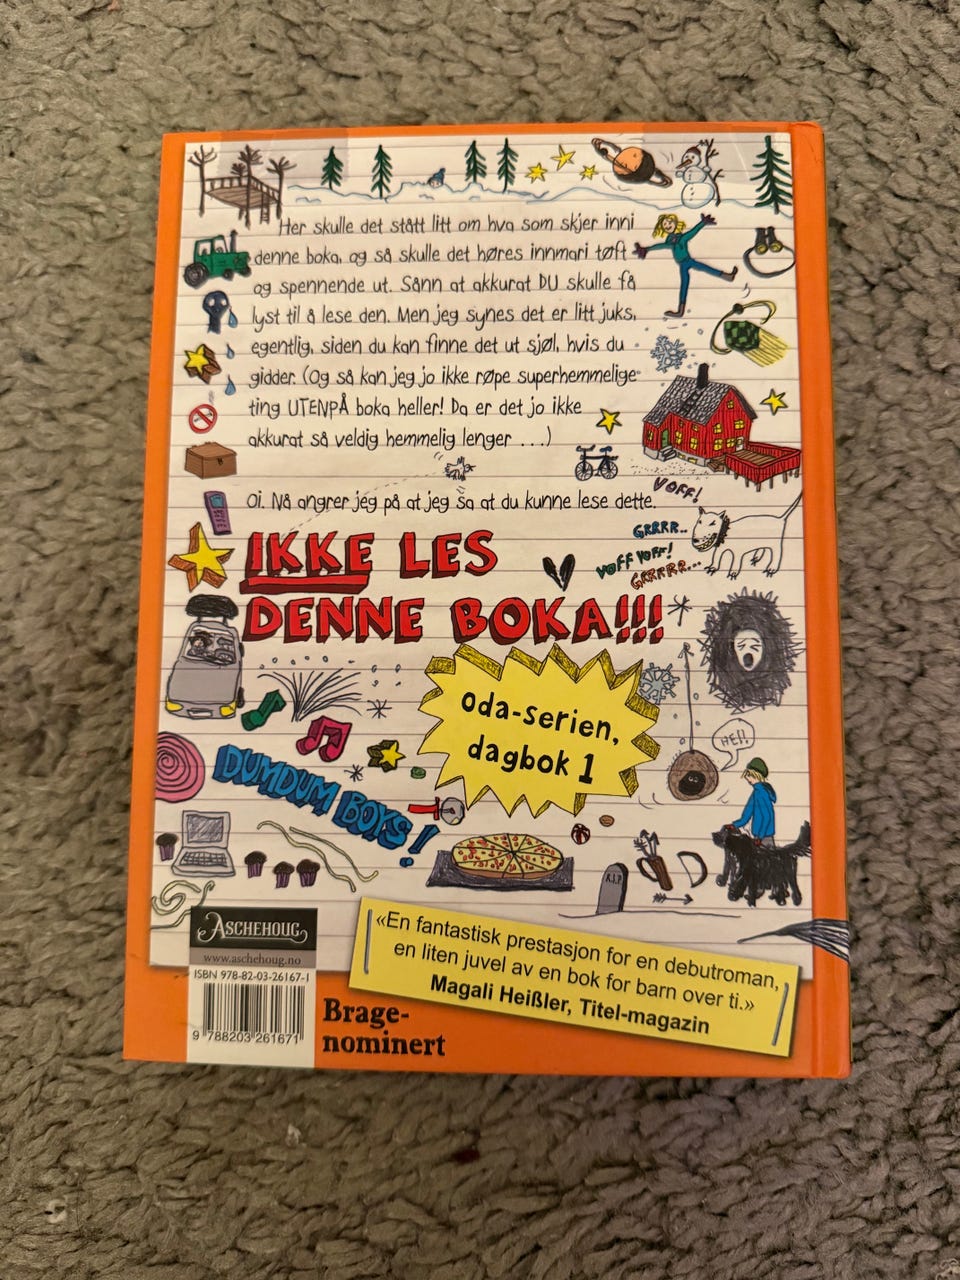 Her skulle det stått litt om hva som skjer inni
denne boka, og så skulle det høres innmari tøft
og spennende ut. Sånn at akkurat DU skulle få
lyst til å lese den. Men jeg synes det er litt juks,
egentlig, siden du kan finne det ut sjøl, hvis du
gidder. (Og så kan jeg jo ikke røpe superhemmelige
ting UTENPÅ boka heller! Da er det jo ikke
akkurat så veldig hemmelig lenger ...)
Oi. Nå angrer jeg på at jeg sa at du kunne lese dette.
VOFF!
GRRRR..
VOFF VOFF!
GRRRRR...
IKKE LES
DENNE BOKA!!!
Oda-serien,
dagbok 1
HEI!
DUMDUM BOYS!
R.I.P
ASCHEHOUG
www.aschehoug.no
ISBN 978-82-03-26167-1
9 788203 261671
Brage-
nominert
«En fantastisk prestasjon for en debutroman,
en liten juvel av en bok for barn over ti.»
Magali Heißler, Titel-magazin